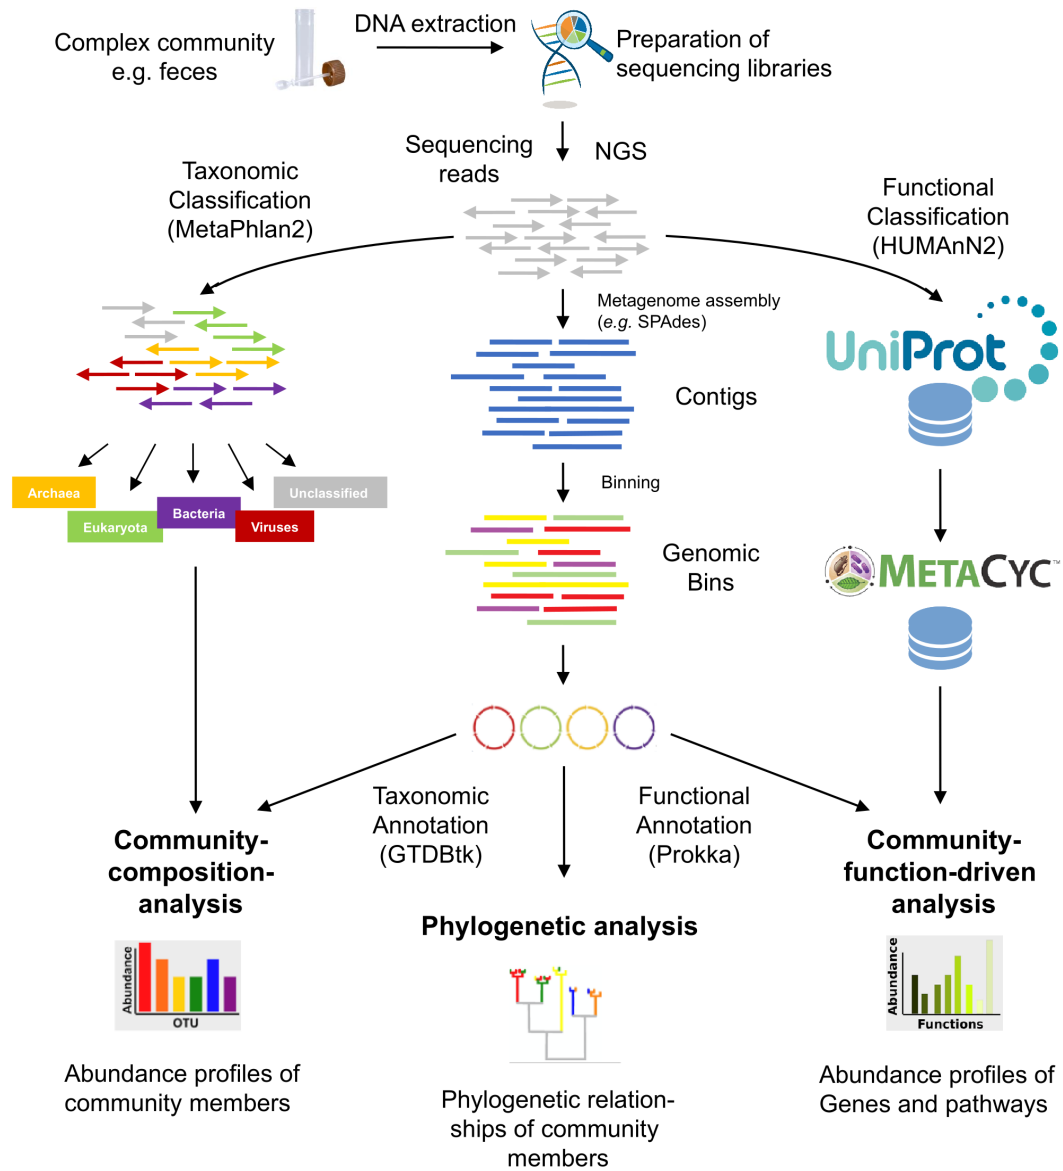 Complex community
e.g. feces
DNA extraction
Preparation of
sequencing libraries
Sequencing
reads
NGS
Taxonomic
Classification
(MetaPhlan2)
Functional
Classification
(HUMAnN2)
Metagenome assembly
(e.g. SPAdes)
UniProt
Contigs
Binning
Archaea
Eukaryota
Bacteria
Viruses
Unclassified
Genomic
Bins
METACYC™
Taxonomic
Annotation
(GTDBtk)
Functional
Annotation
(Prokka)
Community-
composition-
analysis
Abundance
OTU
Abundance profiles of
community members
Phylogenetic analysis
Phylogenetic relation-
ships of community
members
Community-
function-driven
analysis
Abundance
Functions
Abundance profiles of
Genes and pathways